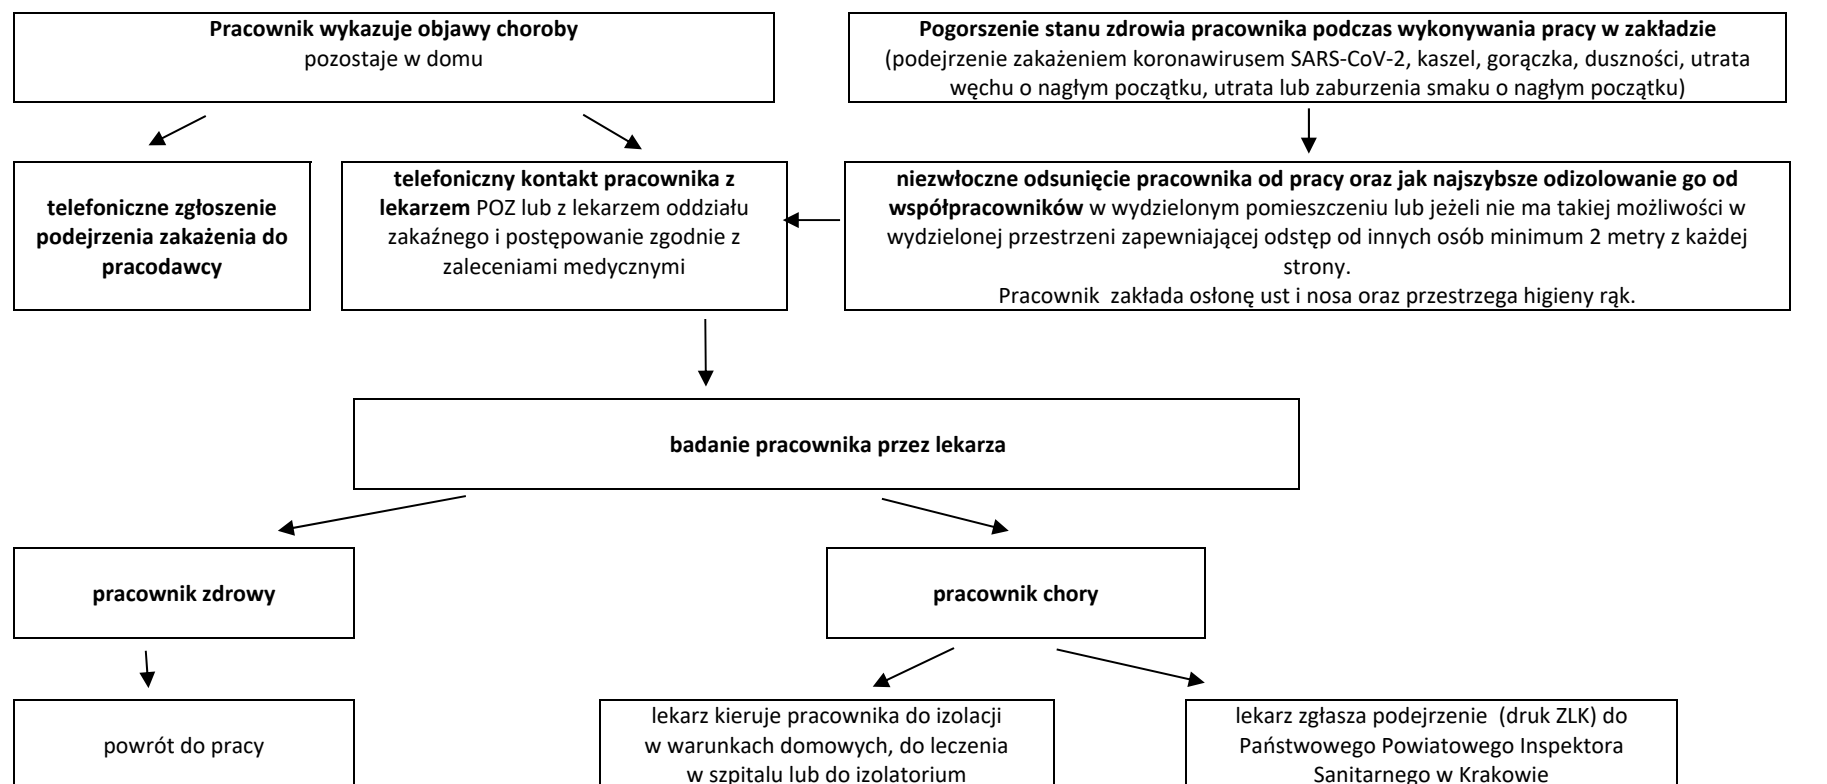 Pracownik wykazuje objawy choroby
pozostaje w domu
Pogorszenie stanu zdrowia pracownika podczas wykonywania pracy w zakładzie
(podejrzenie zakażeniem koronawirusem SARS-CoV-2, kaszel, gorączka, duszności, utrata
węchu o nagłym początku, utrata lub zaburzenia smaku o nagłym początku)
telefoniczne zgłoszenie
podejrzenia zakażenia do
pracodawcy
telefoniczny kontakt pracownika z
lekarzem POZ lub z lekarzem oddziału
zakaźnego i postępowanie zgodnie z
zaleceniami medycznymi
niezwłoczne odsunięcie pracownika od pracy oraz jak najszybsze odizolowanie go od
współpracowników w wydzielonym pomieszczeniu lub jeżeli nie ma takiej możliwości w
wydzielonej przestrzeni zapewniającej odstęp od innych osób minimum 2 metry z każdej
strony.
Pracownik  zakłada osłonę ust i nosa oraz przestrzega higieny rąk.
badanie pracownika przez lekarza
pracownik zdrowy
pracownik chory
powrót do pracy
lekarz kieruje pracownika do izolacji
w warunkach domowych, do leczenia
w szpitalu lub do izolatorium
lekarz zgłasza podejrzenie  (druk ZLK) do
Państwowego Powiatowego Inspektora
Sanitarnego w Krakowie